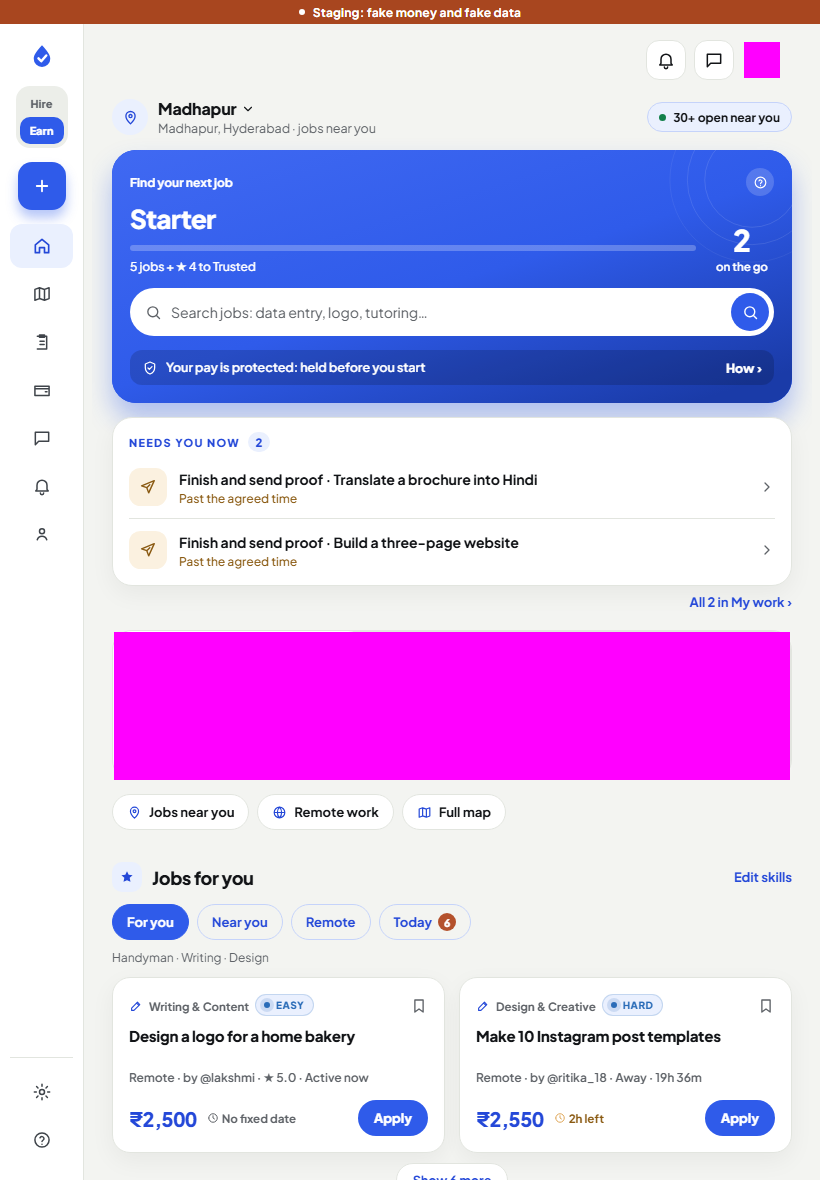 Staging: fake money and fake data
Hire
Earn
Madhapur
Madhapur, Hyderabad · jobs near you
30+ open near you
Find your next job
Starter
2
5 jobs + ★ 4 to Trusted
on the go
Search jobs: data entry, logo, tutoring…
Your pay is protected: held before you start
How ›
NEEDS YOU NOW 2
Finish and send proof · Translate a brochure into Hindi
Past the agreed time
Finish and send proof · Build a three-page website
Past the agreed time
All 2 in My work ›
Jobs near you
Remote work
Full map
Jobs for you
Edit skills
For you
Near you
Remote
Today 6
Handyman · Writing · Design
Writing & Content EASY
Design a logo for a home bakery
Remote · by @lakshmi · ★ 5.0 · Active now
₹2,500 No fixed date Apply
Design & Creative HARD
Make 10 Instagram post templates
Remote · by @ritika_18 · Away · 19h 36m
₹2,550 2h left Apply
Show 6 more